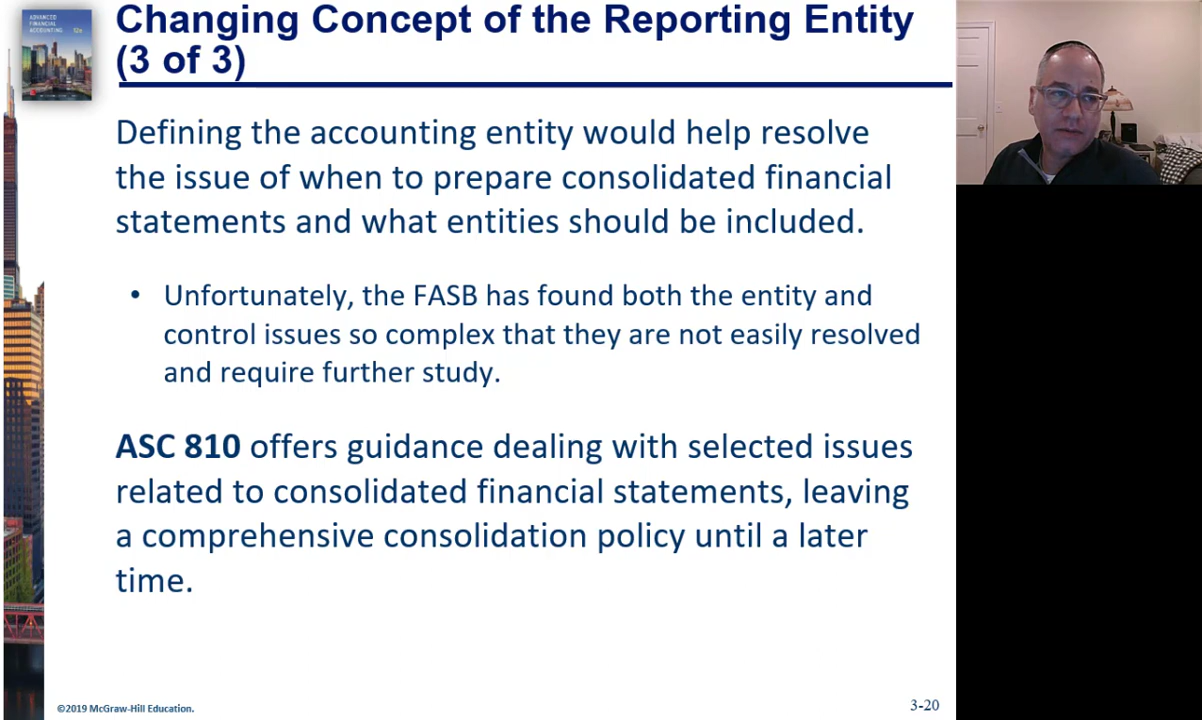 ADVANCED
FINANCIAL
ACCOUNTING 12e
Changing Concept of the Reporting Entity
(3 of 3)
Defining the accounting entity would help resolve
the issue of when to prepare consolidated financial
statements and what entities should be included.
• Unfortunately, the FASB has found both the entity and
control issues so complex that they are not easily resolved
and require further study.
ASC 810 offers guidance dealing with selected issues
related to consolidated financial statements, leaving
a comprehensive consolidation policy until a later
time.
©2019 McGraw-Hill Education.
3-20